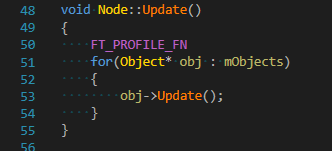 48 void Node::Update()
49 {
50 FT_PROFILE_FN
51 for(Object* obj : mObjects)
52 {
53 obj->Update();
54 }
55 }
56